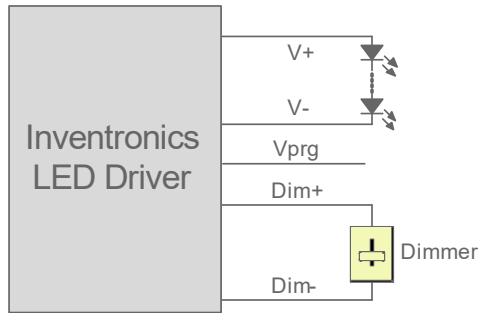 V+
V-
Inventronics
LED Driver
Vprg
Dim+
Dimmer
Dim-